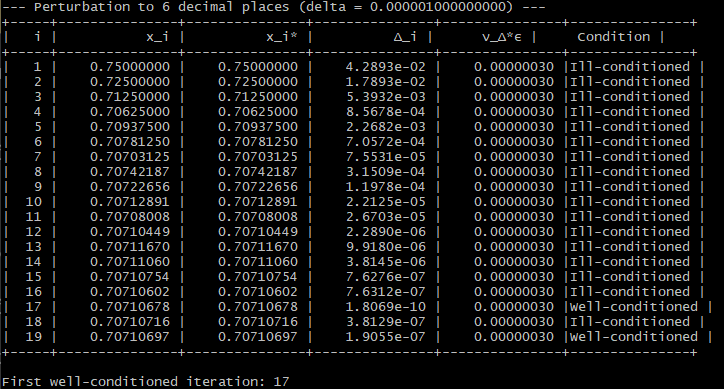 --- Perturbation to 6 decimal places (delta = 0.000001000000000) ---
+------+---------------+---------------+---------------+--------------+---------------+
| i | x_i | x_i* | Δ_i | ν_Δ*ϵ | Condition |
+------+---------------+---------------+---------------+--------------+---------------+
| 1 | 0.75000000 | 0.75000000 | 4.2893e-02 | 0.00000030 |Ill-conditioned |
| 2 | 0.72500000 | 0.72500000 | 1.7893e-02 | 0.00000030 |Ill-conditioned |
| 3 | 0.71250000 | 0.71250000 | 5.3932e-03 | 0.00000030 |Ill-conditioned |
| 4 | 0.70625000 | 0.70625000 | 8.5678e-04 | 0.00000030 |Ill-conditioned |
| 5 | 0.70937500 | 0.70937500 | 2.2682e-03 | 0.00000030 |Ill-conditioned |
| 6 | 0.70781250 | 0.70781250 | 7.0572e-04 | 0.00000030 |Ill-conditioned |
| 7 | 0.70703125 | 0.70703125 | 7.5531e-05 | 0.00000030 |Ill-conditioned |
| 8 | 0.70742187 | 0.70742187 | 3.1509e-04 | 0.00000030 |Ill-conditioned |
| 9 | 0.70722656 | 0.70722656 | 1.1978e-04 | 0.00000030 |Ill-conditioned |
| 10 | 0.70712891 | 0.70712891 | 2.2125e-05 | 0.00000030 |Ill-conditioned |
| 11 | 0.70708008 | 0.70708008 | 2.6703e-05 | 0.00000030 |Ill-conditioned |
| 12 | 0.70710449 | 0.70710449 | 2.2890e-06 | 0.00000030 |Ill-conditioned |
| 13 | 0.70711670 | 0.70711670 | 9.9180e-06 | 0.00000030 |Ill-conditioned |
| 14 | 0.70711060 | 0.70711060 | 3.8145e-06 | 0.00000030 |Ill-conditioned |
| 15 | 0.70710754 | 0.70710754 | 7.6276e-07 | 0.00000030 |Ill-conditioned |
| 16 | 0.70710602 | 0.70710602 | 7.6312e-07 | 0.00000030 |Ill-conditioned |
| 17 | 0.70710678 | 0.70710678 | 1.8069e-10 | 0.00000030 |Well-conditioned |
| 18 | 0.70710716 | 0.70710716 | 3.8129e-07 | 0.00000030 |Ill-conditioned |
| 19 | 0.70710697 | 0.70710697 | 1.9055e-07 | 0.00000030 |Well-conditioned |
+------+---------------+---------------+---------------+--------------+---------------+
First well-conditioned iteration: 17